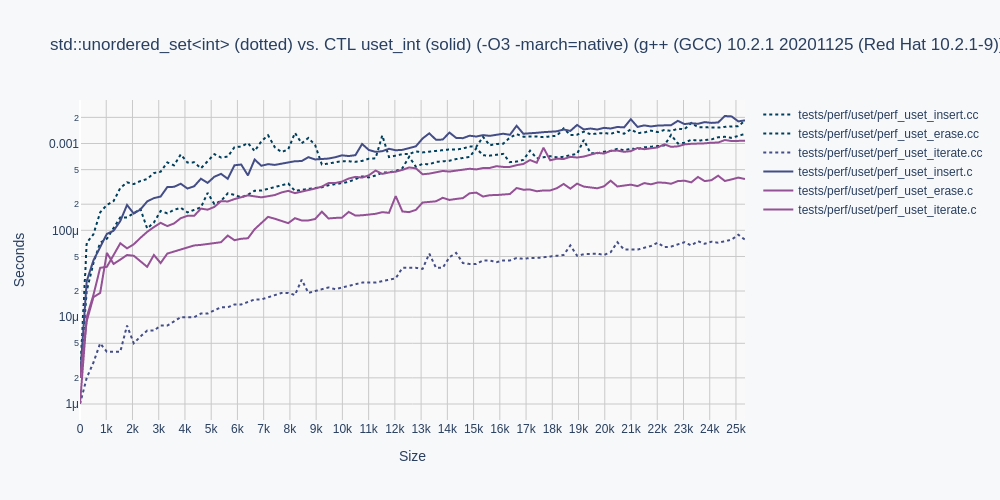 std::unordered_set<int> (dotted) vs. CTL uset_int (solid) (-O3 -march=native) (g++ (GCC) 10.2.1 20201125 (Red Hat 10.2.1-9))
Seconds
2
0.001
5
2
100μ
5
2
10μ
5
2
1μ
0 1k 2k 3k 4k 5k 6k 7k 8k 9k 10k 11k 12k 13k 14k 15k 16k 17k 18k 19k 20k 21k 22k 23k 24k 25k
Size
tests/perf/uset/perf_uset_insert.cc
tests/perf/uset/perf_uset_erase.cc
tests/perf/uset/perf_uset_iterate.cc
tests/perf/uset/perf_uset_insert.c
tests/perf/uset/perf_uset_erase.c
tests/perf/uset/perf_uset_iterate.c